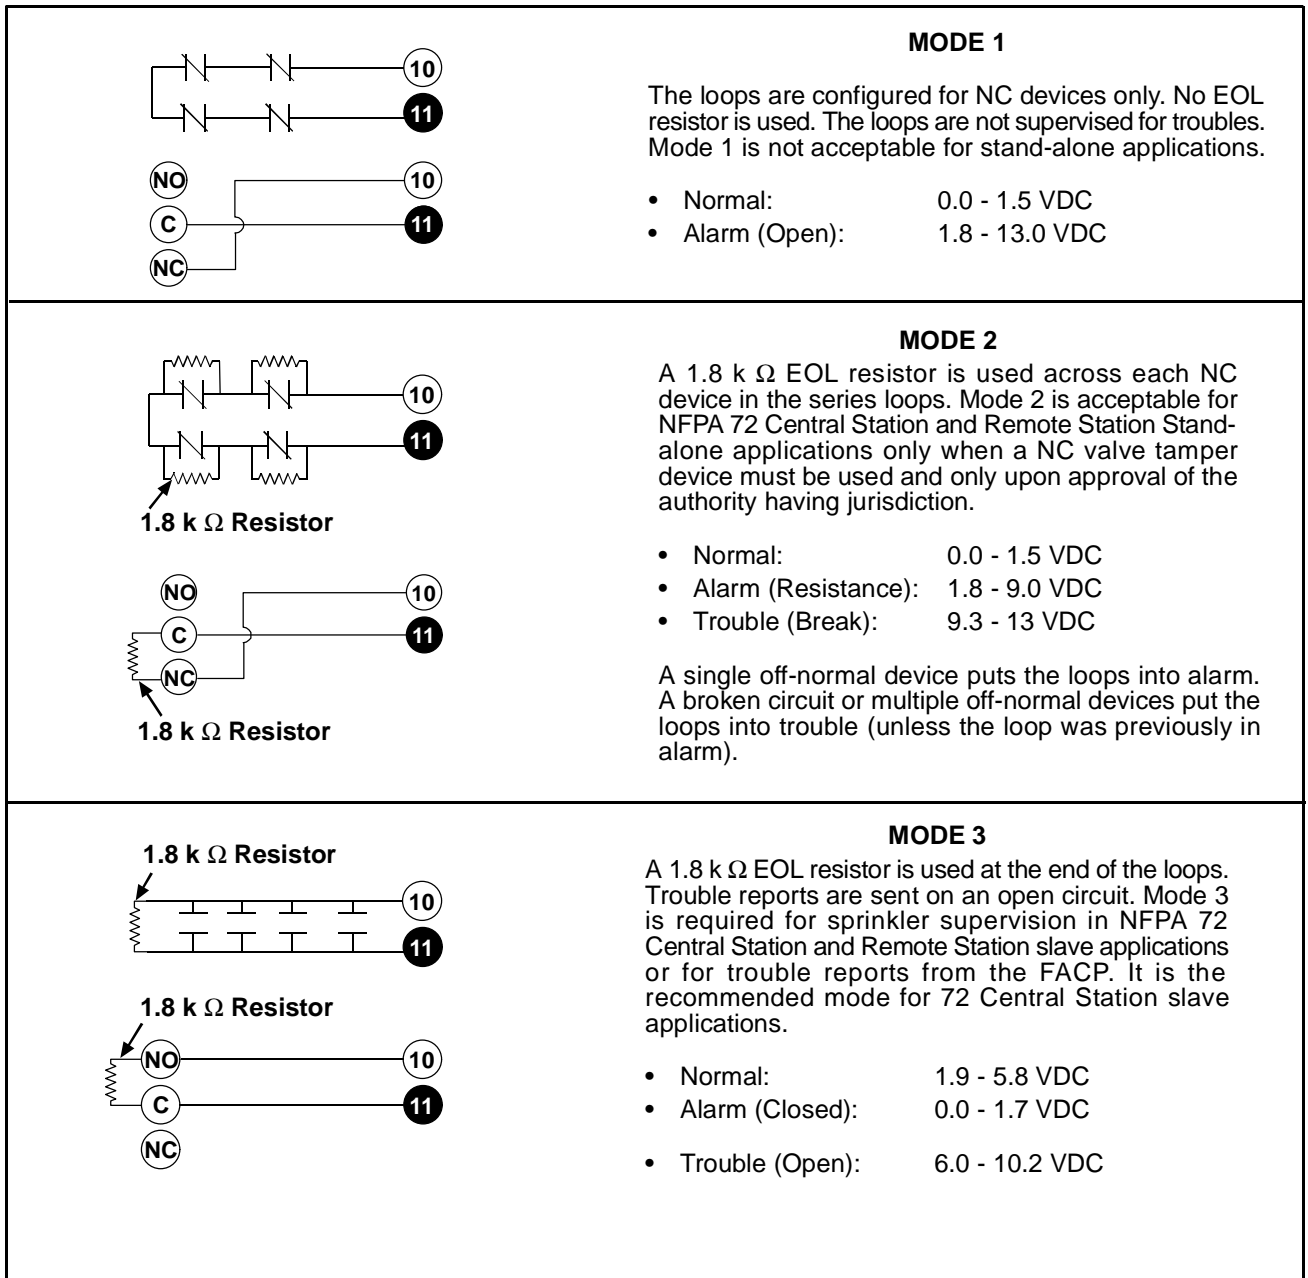 10
11
NO
C
NC
10
11
MODE 1
The loops are configured for NC devices only. No EOL
resistor is used. The loops are not supervised for troubles.
Mode 1 is not acceptable for stand-alone applications.
• Normal: 0.0 - 1.5 VDC
• Alarm (Open): 1.8 - 13.0 VDC
10
11
1.8 k Ω Resistor
NO
C
NC
10
11
1.8 k Ω Resistor
MODE 2
A 1.8 k Ω EOL resistor is used across each NC
device in the series loops. Mode 2 is acceptable for
NFPA 72 Central Station and Remote Station Stand-
alone applications only when a NC valve tamper
device must be used and only upon approval of the
authority having jurisdiction.
• Normal: 0.0 - 1.5 VDC
• Alarm (Resistance): 1.8 - 9.0 VDC
• Trouble (Break): 9.3 - 13 VDC
A single off-normal device puts the loops into alarm.
A broken circuit or multiple off-normal devices put the
loops into trouble (unless the loop was previously in
alarm).
1.8 k Ω Resistor
10
11
1.8 k Ω Resistor
NO
C
NC
10
11
MODE 3
A 1.8 k Ω EOL resistor is used at the end of the loops.
Trouble reports are sent on an open circuit. Mode 3
is required for sprinkler supervision in NFPA 72
Central Station and Remote Station slave applications
or for trouble reports from the FACP. It is the
recommended mode for 72 Central Station slave
applications.
• Normal: 1.9 - 5.8 VDC
• Alarm (Closed): 0.0 - 1.7 VDC
• Trouble (Open): 6.0 - 10.2 VDC